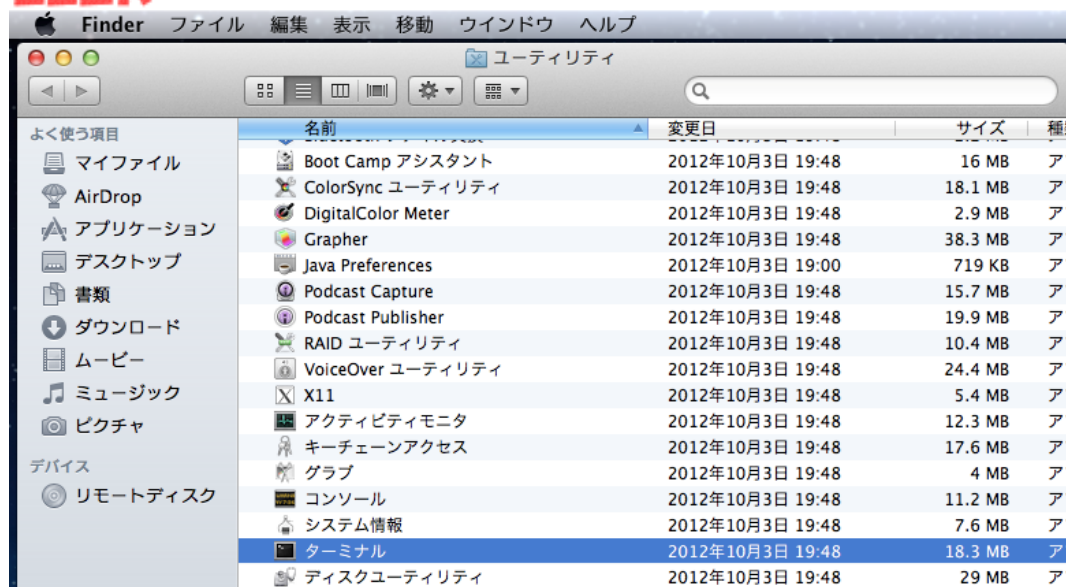 Finder ファイル 編集 表示 移動 ウインドウ ヘルプ
ユーティリティ
よく使う項目
マイファイル
AirDrop
アプリケーション
デスクトップ
書類
ダウンロード
ムービー
ミュージック
ピクチャ
デバイス
リモートディスク
名前 変更日 サイズ
Boot Camp アシスタント 2012年10月3日 19:48 16 MB ア
ColorSync ユーティリティ 2012年10月3日 19:48 18.1 MB ア
DigitalColor Meter 2012年10月3日 19:48 2.9 MB ア
Grapher 2012年10月3日 19:48 38.3 MB ア
Java Preferences 2012年10月3日 19:00 719 KB ア
Podcast Capture 2012年10月3日 19:48 15.7 MB ア
Podcast Publisher 2012年10月3日 19:48 19.9 MB ア
RAID ユーティリティ 2012年10月3日 19:48 10.4 MB ア
VoiceOver ユーティリティ 2012年10月3日 19:48 24.4 MB ア
X11 2012年10月3日 19:48 5.4 MB ア
アクティビティモニタ 2012年10月3日 19:48 12.3 MB ア
キーチェーンアクセス 2012年10月3日 19:48 17.6 MB ア
グラブ 2012年10月3日 19:48 4 MB ア
コンソール 2012年10月3日 19:48 11.2 MB ア
システム情報 2012年10月3日 19:48 7.6 MB ア
ターミナル 2012年10月3日 19:48 18.3 MB ア
ディスクユーティリティ 2012年10月3日 19:48 29 MB ア